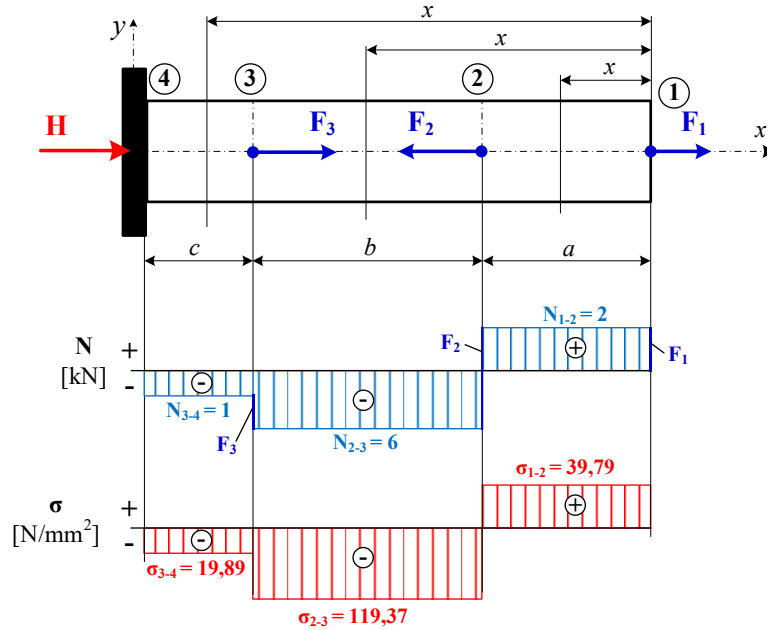 x
y
x
x
4
3
2
1
H
F3
F2
F1
x
c
b
a
N1-2 = 2
N
[kN]
+
-
F2
+
F1
-
N3-4 = 1
F3
-
N2-3 = 6
σ1-2 = 39,79
σ
[N/mm2]
+
-
+
-
σ3-4 = 19,89
-
σ2-3 = 119,37